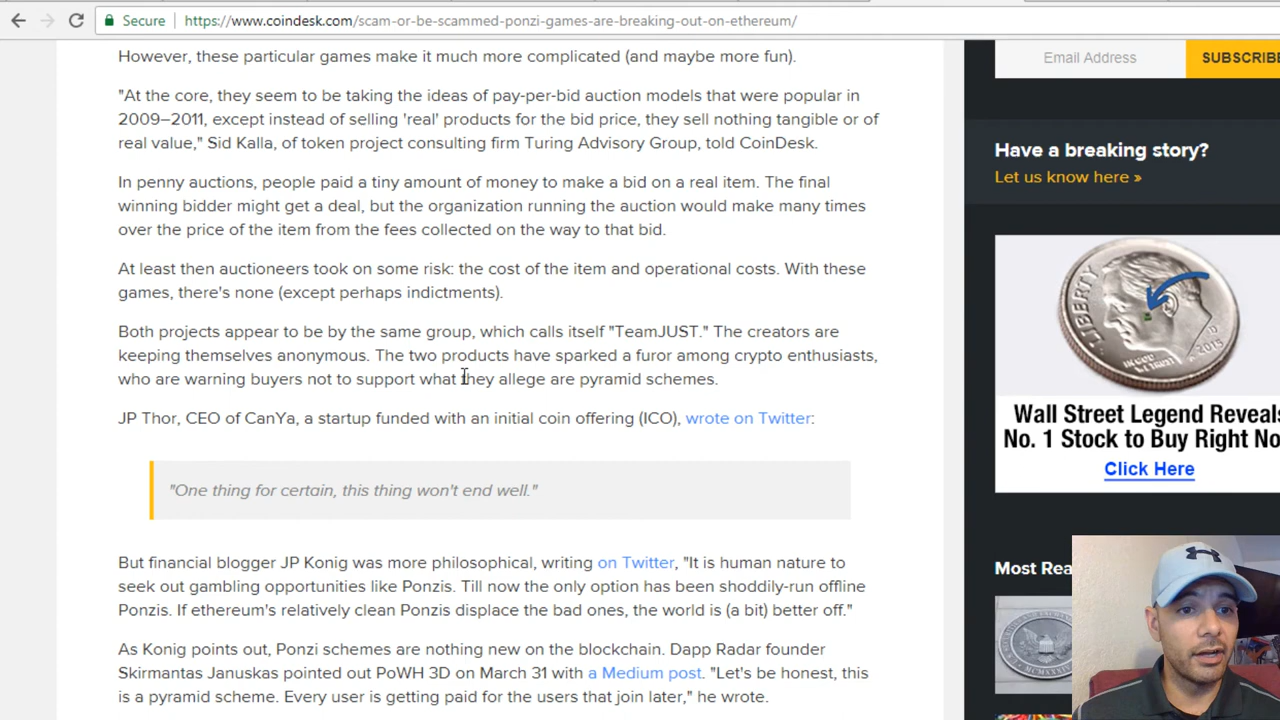 Secure
https://www.coindesk.com/scam-or-be-scammed-ponzi-games-are-breaking-out-on-ethereum/
However, these particular games make it much more complicated (and maybe more fun).
"At the core, they seem to be taking the ideas of pay-per-bid auction models that were popular in
2009–2011, except instead of selling 'real' products for the bid price, they sell nothing tangible or of
real value," Sid Kalla, of token project consulting firm Turing Advisory Group, told CoinDesk.
In penny auctions, people paid a tiny amount of money to make a bid on a real item. The final
winning bidder might get a deal, but the organization running the auction would make many times
over the price of the item from the fees collected on the way to that bid.
At least then auctioneers took on some risk: the cost of the item and operational costs. With these
games, there's none (except perhaps indictments).
Both projects appear to be by the same group, which calls itself "TeamJUST." The creators are
keeping themselves anonymous. The two products have sparked a furor among crypto enthusiasts,
who are warning buyers not to support what they allege are pyramid schemes.
JP Thor, CEO of CanYa, a startup funded with an initial coin offering (ICO), wrote on Twitter:
"One thing for certain, this thing won't end well."
But financial blogger JP Konig was more philosophical, writing on Twitter, "It is human nature to
seek out gambling opportunities like Ponzis. Till now the only option has been shoddily-run offline
Ponzis. If ethereum's relatively clean Ponzis displace the bad ones, the world is (a bit) better off."
As Konig points out, Ponzi schemes are nothing new on the blockchain. Dapp Radar founder
Skirmantas Januskas pointed out PoWH 3D on March 31 with a Medium post. "Let's be honest, this
is a pyramid scheme. Every user is getting paid for the users that join later," he wrote.
Email Address
SUBSCRIBE
Have a breaking story?
Let us know here »
LIBERTY
2015
Wall Street Legend Reveals
No. 1 Stock to Buy Right No
Click Here
Most Rea